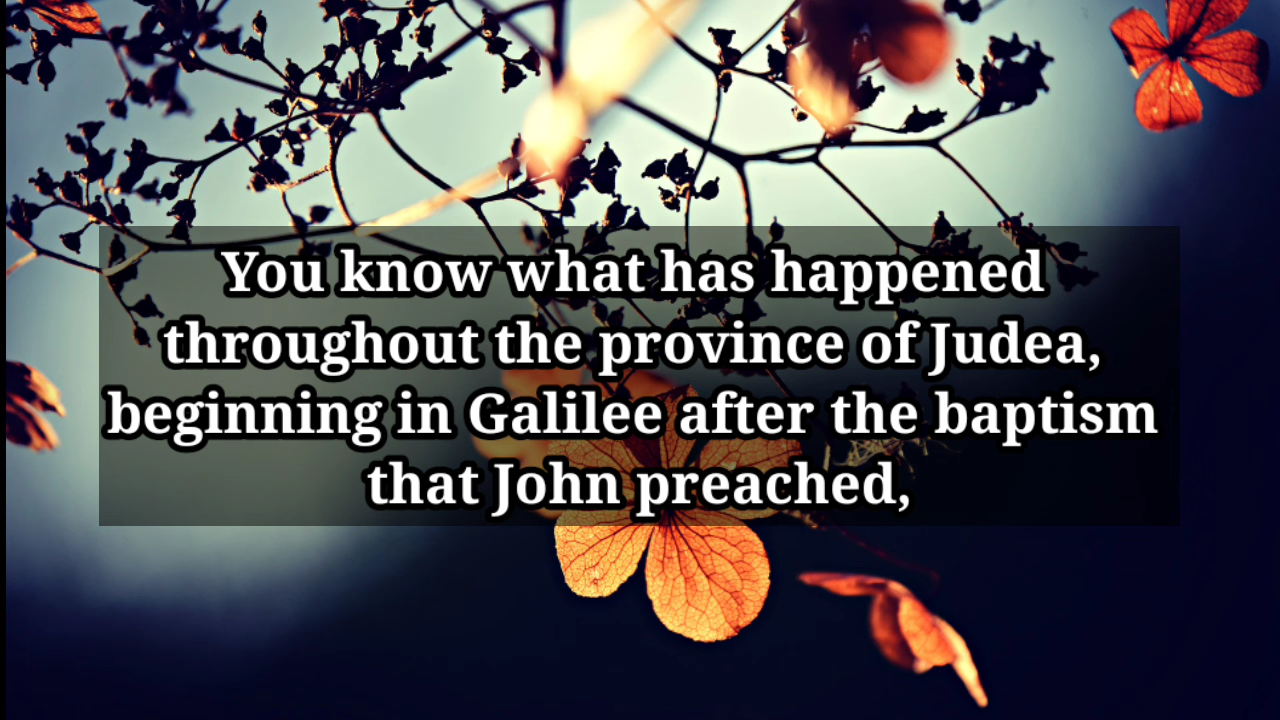 You know what has happened
throughout the province of Judea,
beginning in Galilee after the baptism
that John preached,